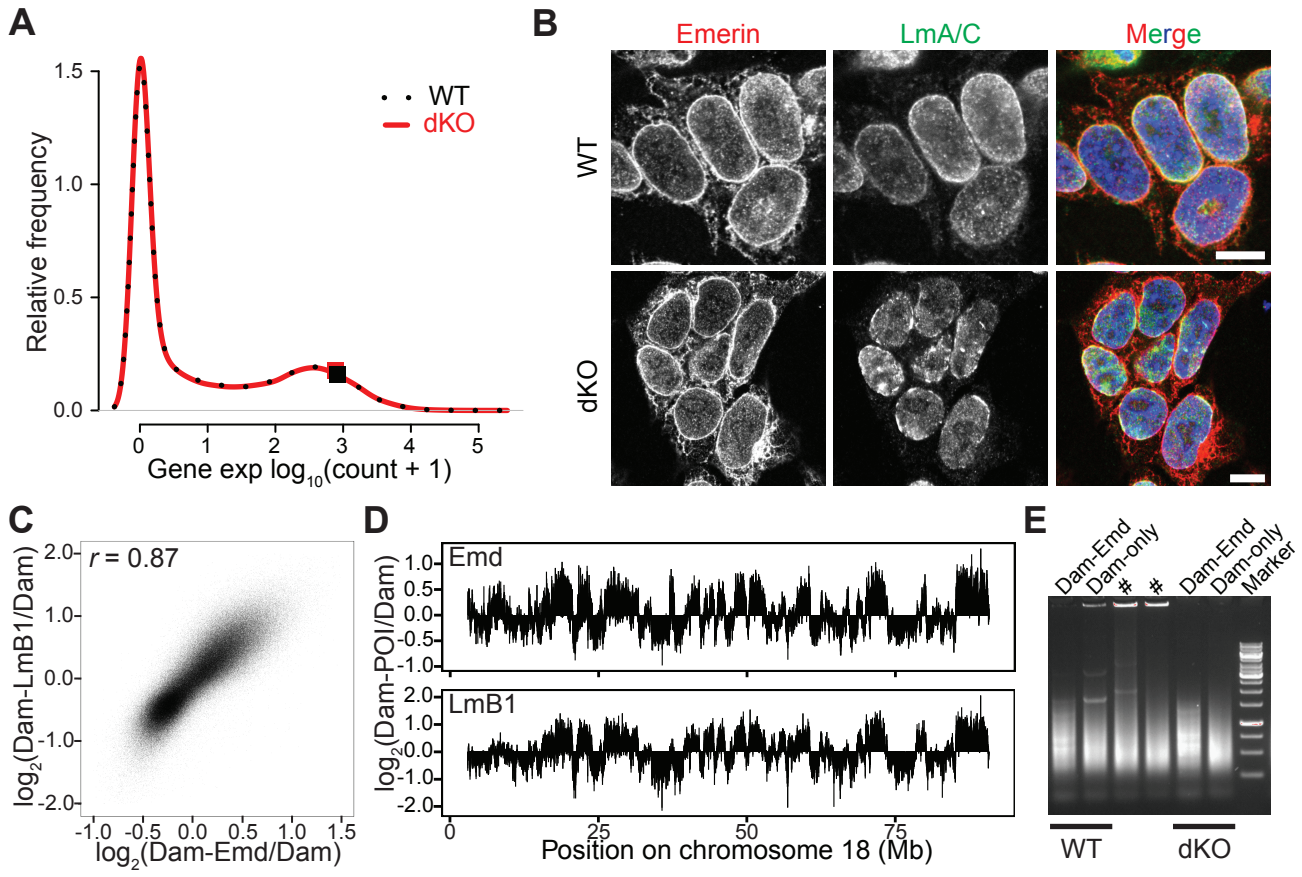 A
1.5
1.0
0.5
0.0
Relative frequency
WT
dKO
0 1 2 3 4 5
Gene exp log10(count + 1)
B
Emerin LmA/C Merge
WT
dKO
C
r = 0.87
2.0
1.0
0.0
-1.0
-2.0
log2(Dam-LmB1/Dam)
-1.0 -0.5 0.0 0.5 1.0 1.5
log2(Dam-Emd/Dam)
D
Emd
1.0
0.5
0.0
-0.5
-1.0
LmB1
2.0
1.0
0.0
-1.0
-2.0
log2(Dam-POI/Dam)
0 25 50 75
Position on chromosome 18 (Mb)
E
Dam-Emd
Dam-only
#
#
Dam-Emd
Dam-only
Marker
WT dKO